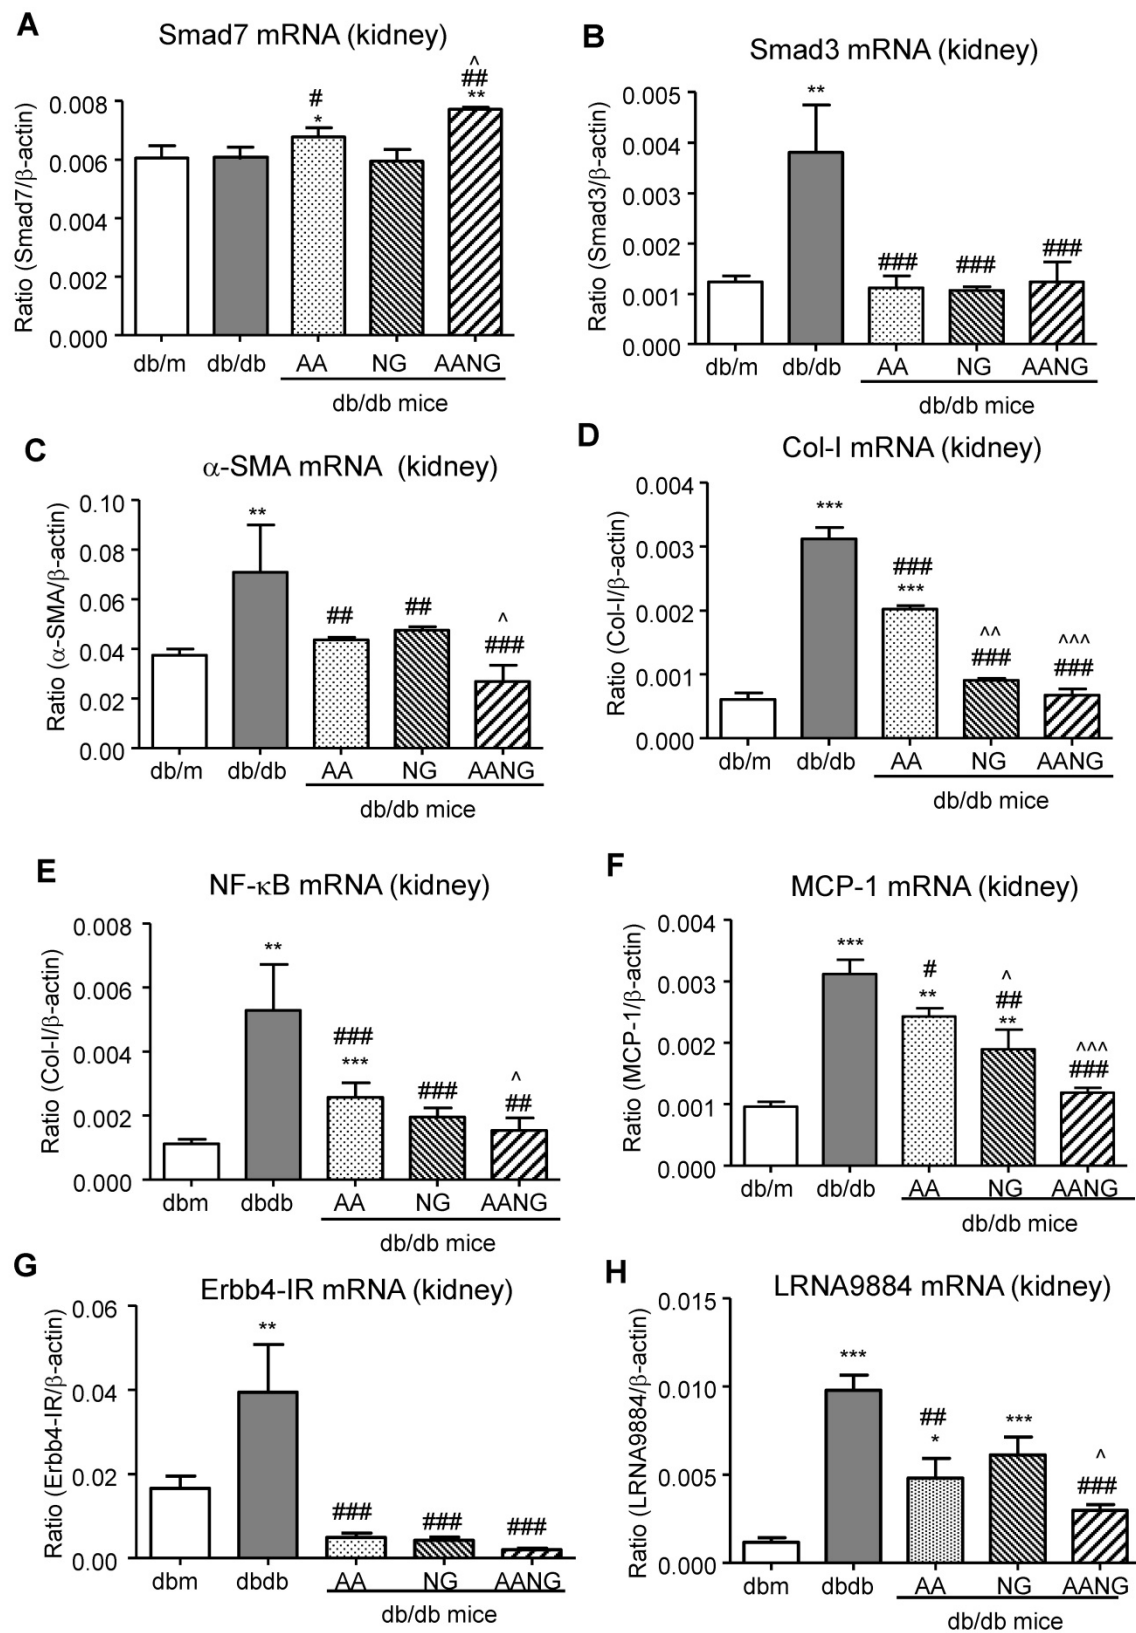 A
Smad7 mRNA (kidney)
Ratio (Smad7/β-actin)
0.008
0.006
0.004
0.002
0.000
#
*
^
##
**
db/m db/db AA NG AANG
db/db mice
B
Smad3 mRNA (kidney)
Ratio (Smad3/β-actin)
0.005
0.004
0.003
0.002
0.001
0.000
**
###
###
###
db/m db/db AA NG AANG
db/db mice
C
α-SMA mRNA (kidney)
Ratio (α-SMA/β-actin)
0.10
0.08
0.06
0.04
0.02
0.00
**
##
##
^
###
db/m db/db AA NG AANG
db/db mice
D
Col-I mRNA (kidney)
Ratio (Col-I/β-actin)
0.004
0.003
0.002
0.001
0.000
***
###
***
^^
###
^^^
###
db/m db/db AA NG AANG
db/db mice
E
NF-κB mRNA (kidney)
Ratio (Col-I/β-actin)
0.008
0.006
0.004
0.002
0.000
**
###
***
###
^
##
dbm dbdb AA NG AANG
db/db mice
F
MCP-1 mRNA (kidney)
Ratio (MCP-1/β-actin)
0.004
0.003
0.002
0.001
0.000
***
#
**
^
##
**
^^^
###
db/m db/db AA NG AANG
db/db mice
G
Erbb4-IR mRNA (kidney)
Ratio (Erbb4-IR/β-actin)
0.06
0.04
0.02
0.00
**
###
###
###
dbm dbdb AA NG AANG
db/db mice
H
LRNA9884 mRNA (kidney)
Ratio (LRNA9884/β-actin)
0.015
0.010
0.005
0.000
***
##
*
***
^
###
dbm dbdb AA NG AANG
db/db mice